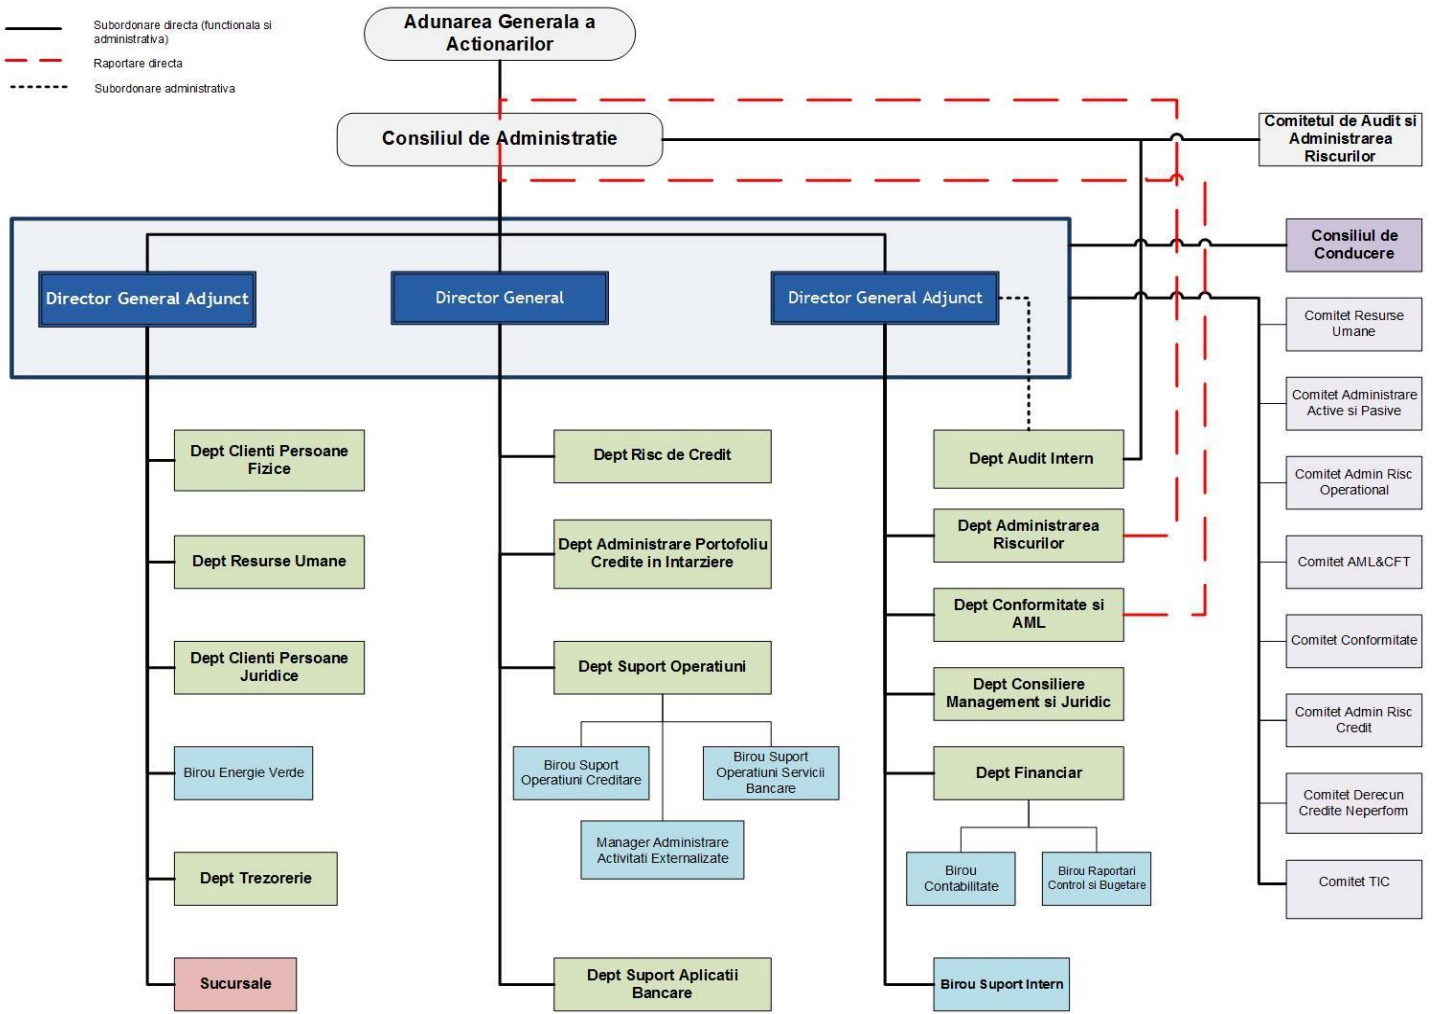 Subordonare directa (functionala si
administrativa)
Raportare directa
Subordonare administrativa
Adunarea Generala a
Actionarilor
Consiliul de Administratie
Comitetul de Audit si
Administrarea
Riscurilor
Consiliul de
Conducere
Director General Adjunct
Director General
Director General Adjunct
Comitet Resurse
Umane
Comitet Administrare
Active si Pasive
Comitet Admin Risc
Operational
Comitet AML&CFT
Comitet Conformitate
Comitet Admin Risc
Credit
Comitet Derecun
Credite Neperform
Comitet TIC
Dept Clienti Persoane
Fizice
Dept Resurse Umane
Dept Clienti Persoane
Juridice
Birou Energie Verde
Dept Trezorerie
Sucursale
Dept Risc de Credit
Dept Administrare Portofoliu
Credite in Intarziere
Dept Suport Operatiuni
Birou Suport
Operatiuni Creditare
Birou Suport
Operatiuni Servicii
Bancare
Manager Administrare
Activitati Externalizate
Dept Suport Aplicatii
Bancare
Dept Audit Intern
Dept Administrarea
Riscurilor
Dept Conformitate si
AML
Dept Consiliere
Management si Juridic
Dept Financiar
Birou
Contabilitate
Birou Raportari
Control si Bugetare
Birou Suport Intern